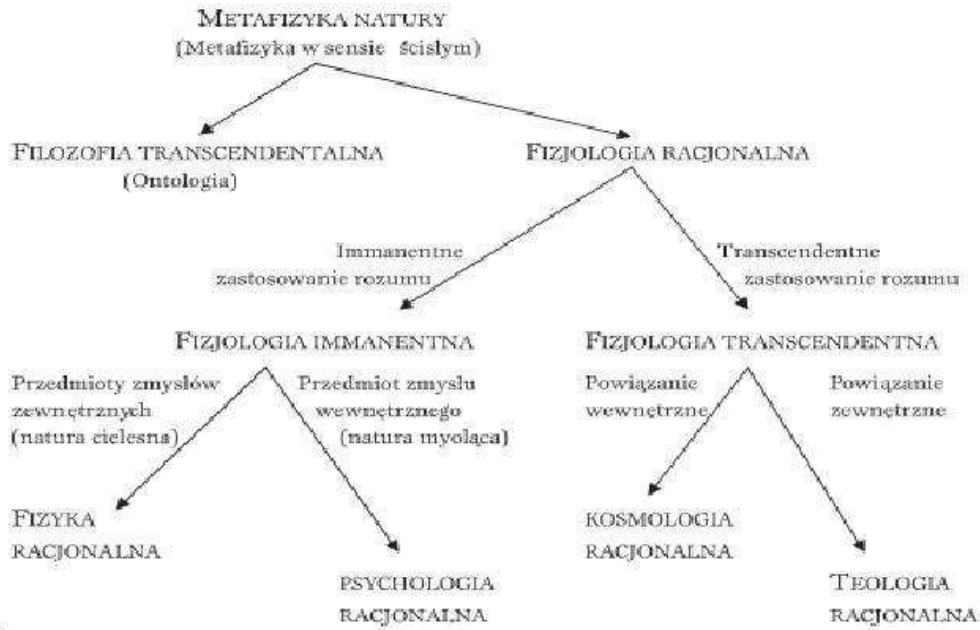 METAFIZYKA NATURY
(Metafizyka w sensie ścisłym)
FILOZOFIA TRANSCENDENTALNA
(Ontologia)
FIZJOLOGIA RACJONALNA
Immanentne
zastosowanie rozumu
Transcendentne
zastosowanie rozumu
FIZJOLOGIA IMMANENTNA
FIZJOLOGIA TRANSCENDENTNA
Przedmioty zmysłów
zewnętrznych
(natura cielesna)
Przedmiot zmysłu
wewnętrznego
(natura myoląca)
Powiązanie
wewnętrzne
Powiązanie
zewnętrzne
FIZYKA
RACJONALNA
PSYCHOLOGIA
RACJONALNA
KOSMOLOGIA
RACJONALNA
TEOLOGIA
RACJONALNA